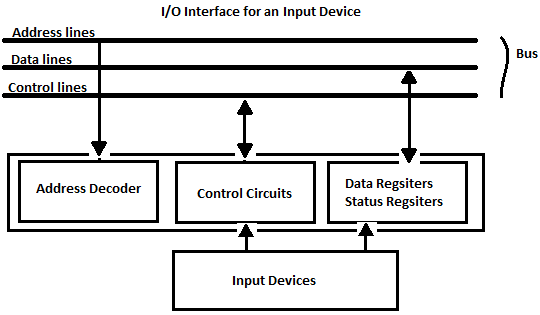 I/O Interface for an Input Device
Address lines
Data lines
Bus
Control lines
Address Decoder
Control Circuits
Data Regsiters
Status Regsiters
Input Devices